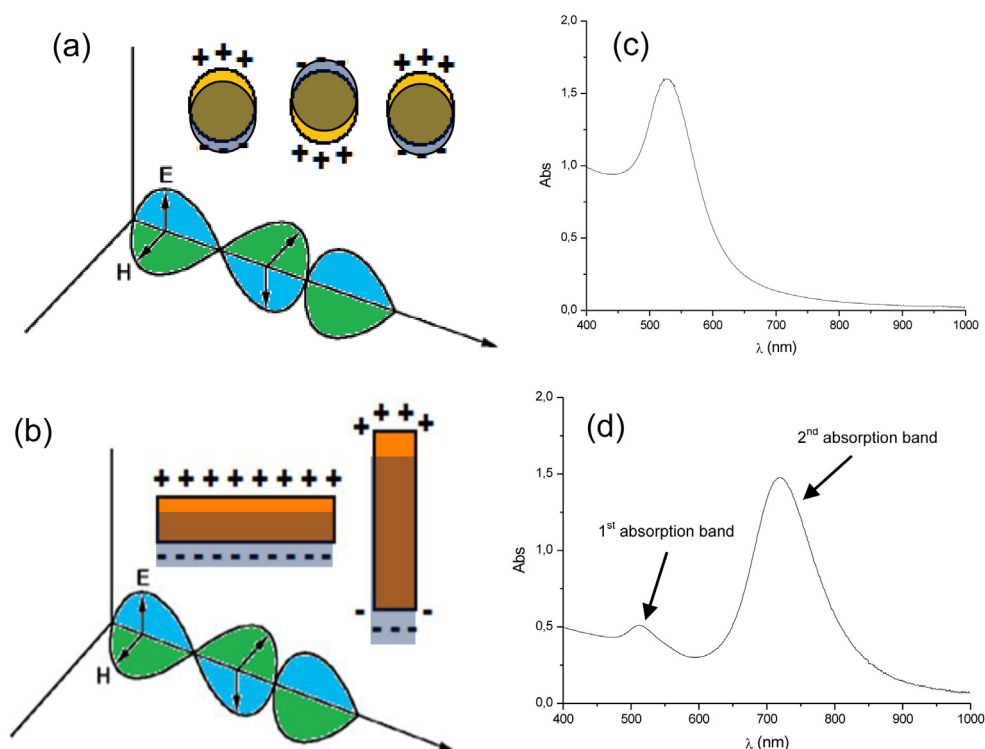 (a)
+ + + - - - + + +
- - - + + + - - -
E
H
(c)
2,0
1,5
1,0
0,5
0,0
Abs
400 500 600 700 800 900 1000
λ (nm)
(b)
+ + + +
+ + + + + + + +
- - - - - - - -
- -
- - -
E
H
(d)
2,0
1,5
1,0
0,5
0,0
Abs
2nd absorption band
1st absorption band
400 500 600 700 800 900 1000
λ (nm)